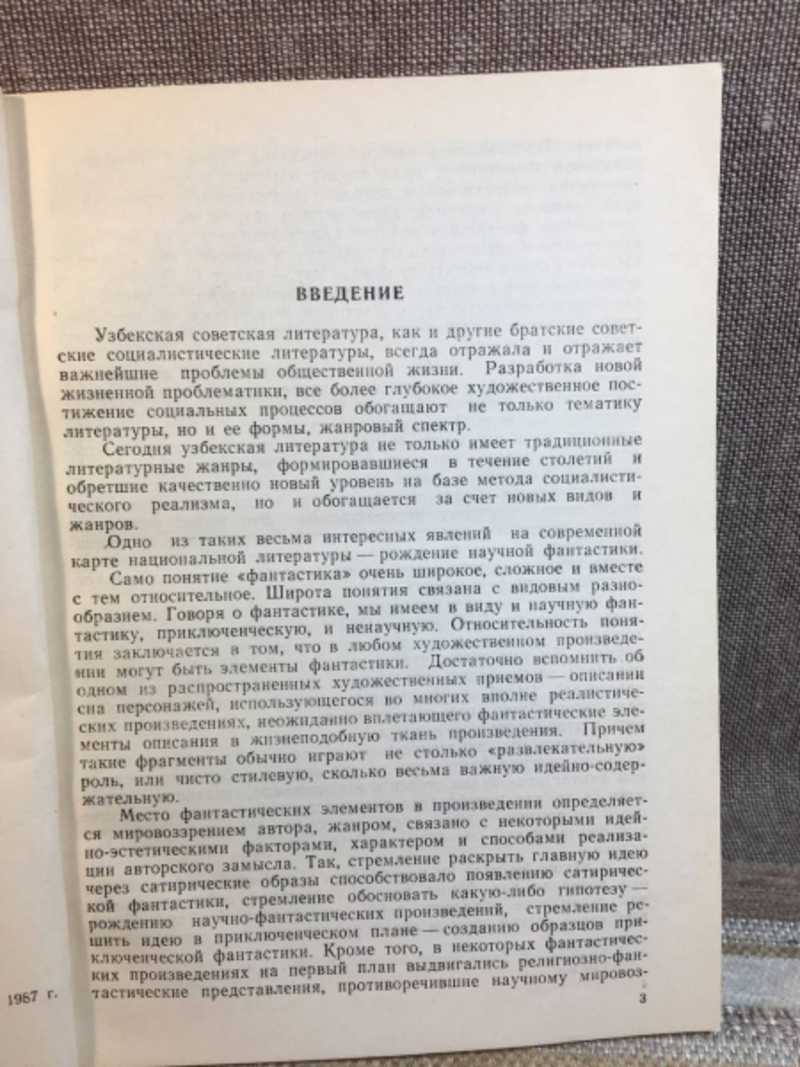 ВВЕДЕНИЕ
Узбекская советская литература, как и другие братские совет-
ские социалистические литературы, всегда отражала и отражает
важнейшие проблемы общественной жизни. Разработка новой
жизненной проблематики, все более глубокое художественное пос-
тижение социальных процессов обогащают не только тематику
литературы, но и ее формы, жанровый спектр.
Сегодня узбекская литература не только имеет традиционные
литературные жанры, формировавшиеся в течение столетий и
обретшие качественно новый уровень на базе метода социалисти-
ческого реализма, но и обогащается за счет новых видов и
жанров.
Одно из таких весьма интересных явлений на современной
карте национальной литературы — рождение научной фантастики.
Само понятие «фантастика» очень широкое, сложное и вместе
с тем относительное. Широта понятия связана с видовым разно-
образием. Говоря о фантастике, мы имеем в виду и научную фан-
тастику, приключенческую, и ненаучную. Относительность поня-
тия заключается в том, что в любом художественном произведе-
нии могут быть элементы фантастики. Достаточно вспомнить об
одном из распространенных художественных приемов — описании
сна персонажей, использующегося во многих вполне реалистиче-
ских произведениях, неожиданно вплетающего фантастические эле-
менты описания в жизнеподобную ткань произведения. Причем
такие фрагменты обычно играют не столько «развлекательную»
роль, или чисто стилевую, сколько весьма важную идейно-содер-
жательную.
Место фантастических элементов в произведении определяет-
ся мировоззрением автора, жанром, связано с некоторыми идей-
но-эстетическими факторами, характером и способами реализа-
ции авторского замысла. Так, стремление раскрыть главную идею
через сатирические образы способствовало появлению сатиричес-
кой фантастики, стремление обосновать какую-либо гипотезу —
рождению научно-фантастических произведений, стремление ре-
шить идею в приключенческом плане — созданию образцов при-
ключенческой фантастики. Кроме того, в некоторых фантастичес-
ких произведениях на первый план выдвигались религиозно-фан-
тастические представления, противоречившие научному мировоз-
3
1987 г.